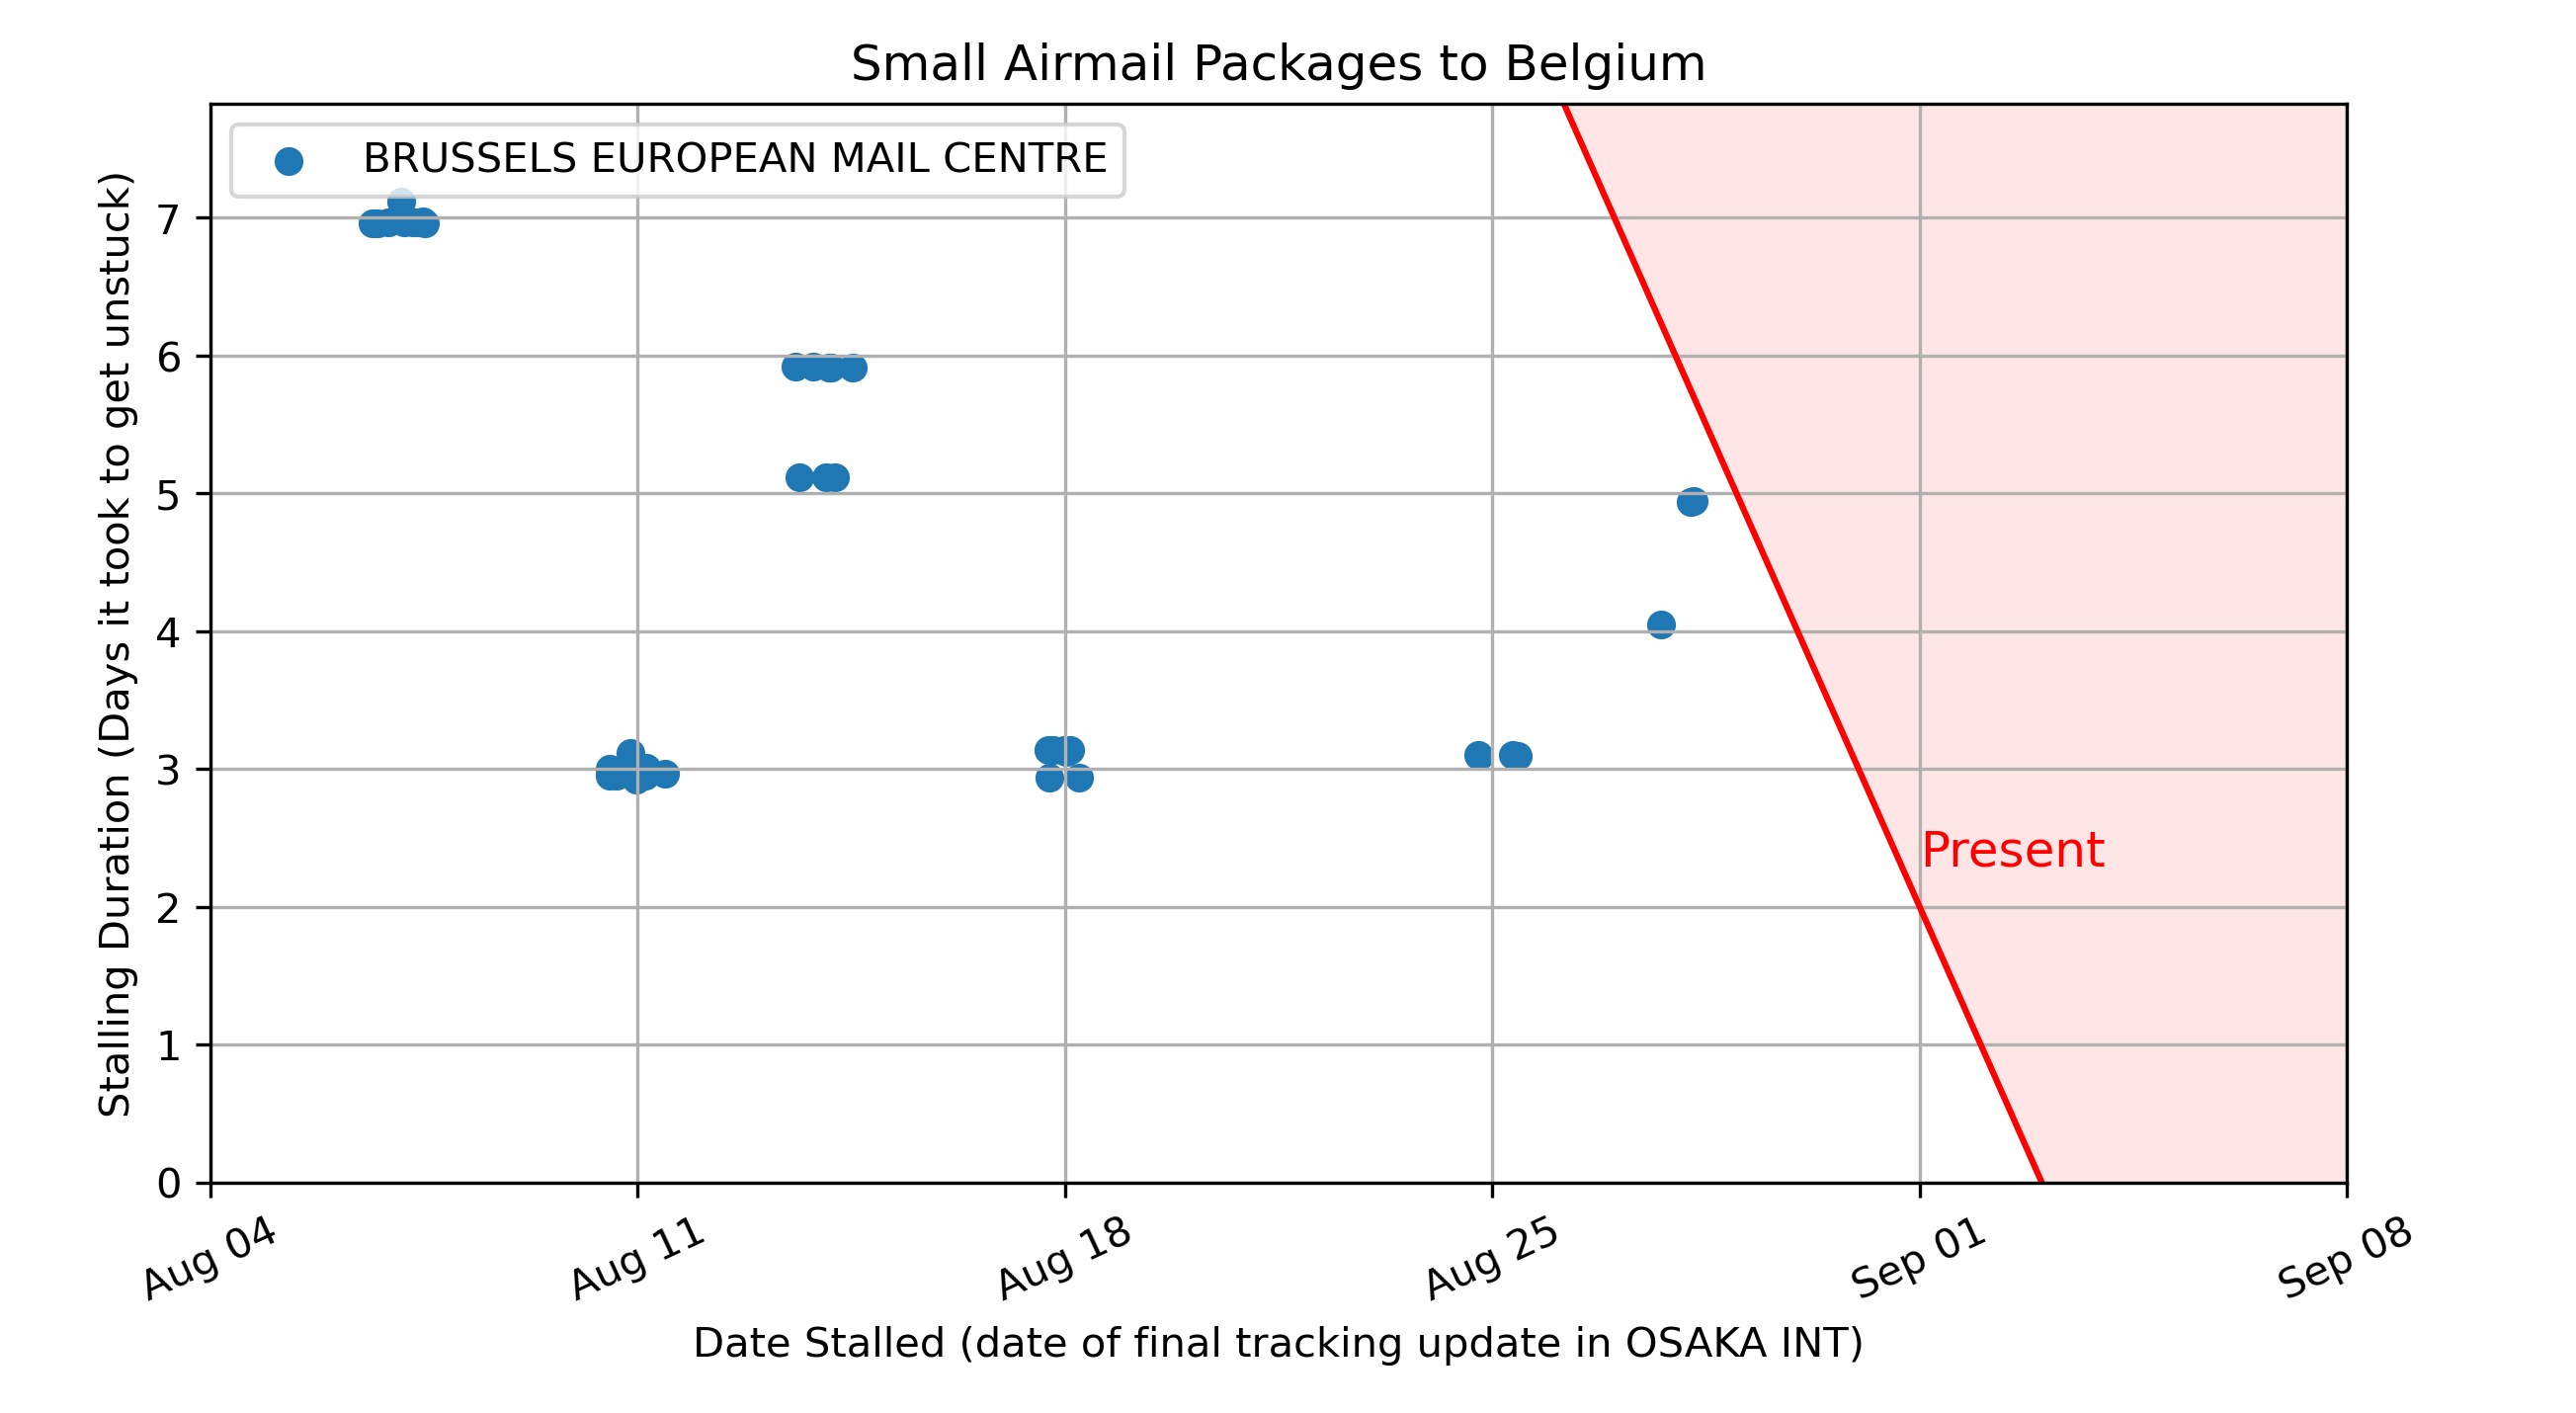 Small Airmail Packages to Belgium
BRUSSELS EUROPEAN MAIL CENTRE
Stalling Duration (Days it took to get unstuck)
7
6
5
4
3
2
1
0
Present
Aug 04
Aug 11
Aug 18
Aug 25
Sep 01
Sep 08
Date Stalled (date of final tracking update in OSAKA INT)